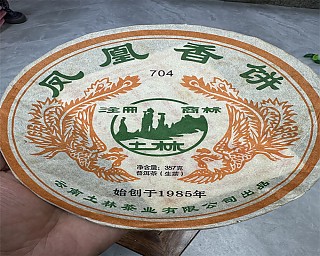 凤凰香饼
704
注册 商标
土林
净含量: 357克
普洱茶 (生茶)
始创于1985年
云南土林茶业有限公司出品